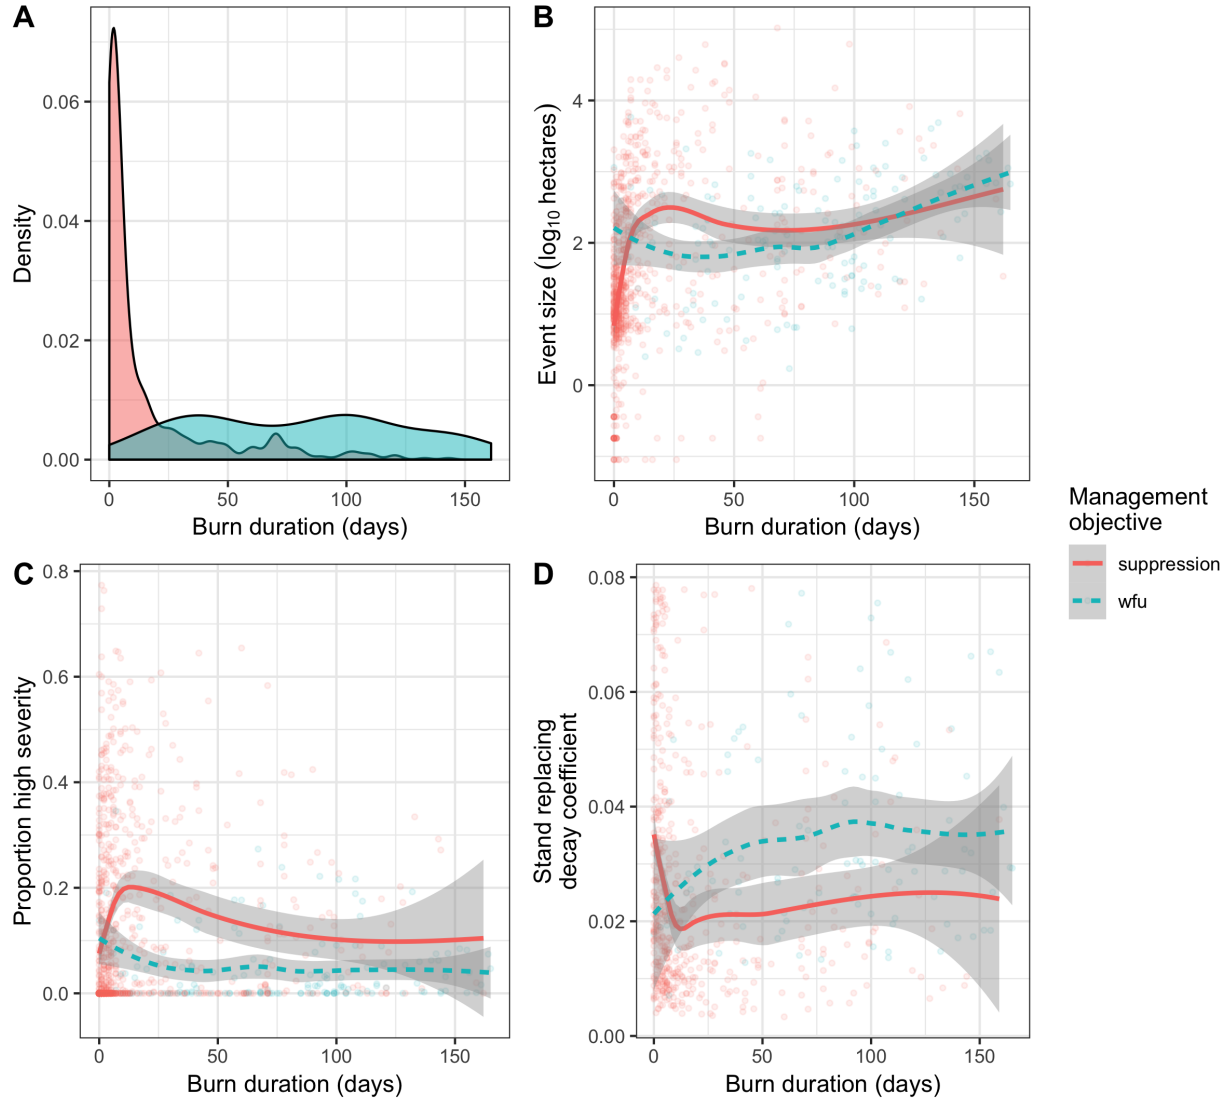 A
0.06
0.04
0.02
0.00
Density
0 50 100 150
Burn duration (days)
B
4
2
0
Event size (log10 hectares)
0 50 100 150
Burn duration (days)
C
0.8
0.6
0.4
0.2
0.0
Proportion high severity
0 50 100 150
Burn duration (days)
D
0.08
0.06
0.04
0.02
0.00
Stand replacing
decay coefficient
0 50 100 150
Burn duration (days)
Management
objective
suppression
wfu